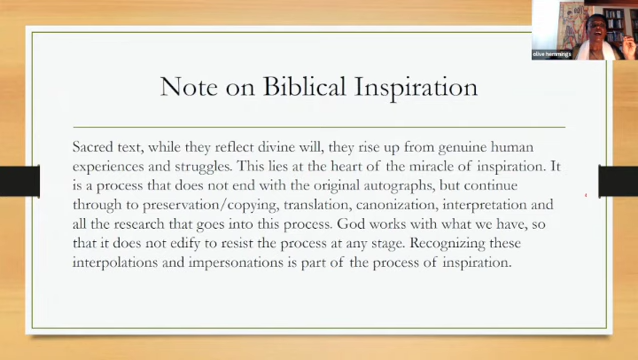 olive hemmings
Note on Biblical Inspiration
Sacred text, while they reflect divine will, they rise up from genuine human
experiences and struggles. This lies at the heart of the miracle of inspiration. It
is a process that does not end with the original autographs, but continue
through to preservation/copying, translation, canonization, interpretation and
all the research that goes into this process. God works with what we have, so
that it does not edify to resist the process at any stage. Recognizing these
interpolations and impersonations is part of the process of inspiration.